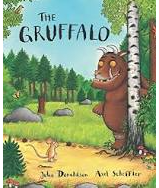 THE
GRUFFALO
Julia Donaldson Axel Scheffler